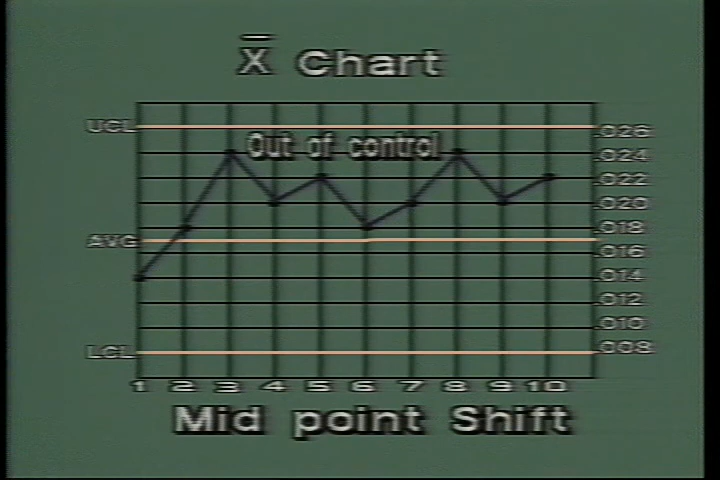 X̄ Chart
UCL
.026
Out of control
.024
.022
.020
.018
AVG
.016
.014
.012
.010
LCL
.008
1 2 3 4 5 6 7 8 9 10
Mid point Shift